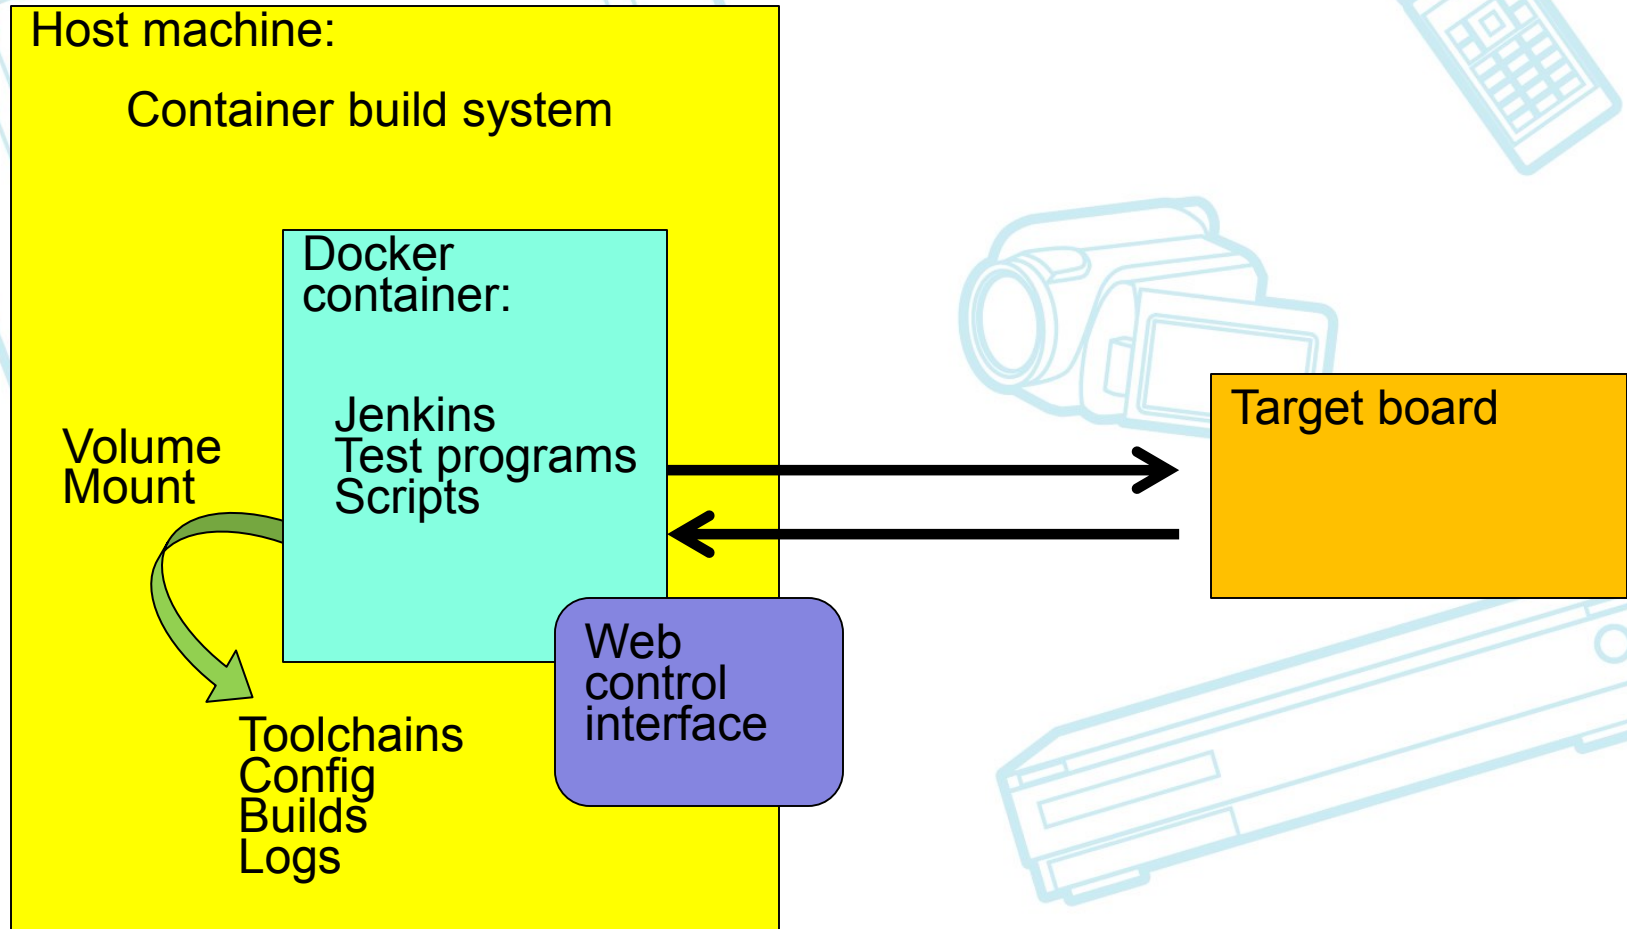 Host machine:
Container build system
Docker
container:
Jenkins
Test programs
Scripts
Volume
Mount
Target board
Web
control
interface
Toolchains
Config
Builds
Logs